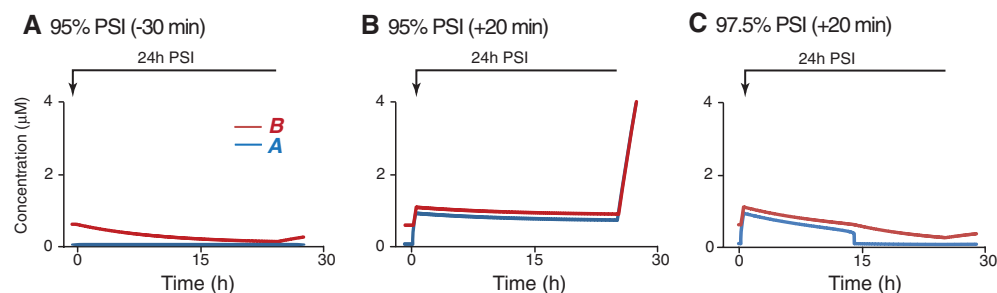 A 95% PSI (-30 min)
24h PSI
Concentration (µM)
4
2
0
B
A
0
15
30
Time (h)
B 95% PSI (+20 min)
24h PSI
4
2
0
0
15
30
Time (h)
C 97.5% PSI (+20 min)
24h PSI
4
2
0
0
15
30
Time (h)